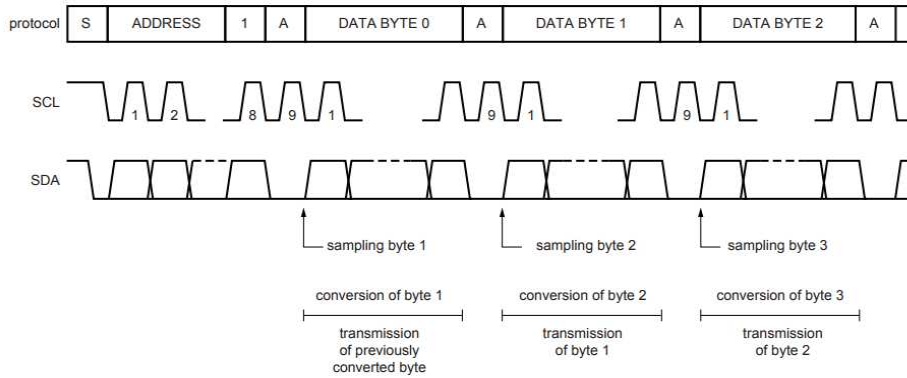 protocol S ADDRESS 1 A DATA BYTE 0 A DATA BYTE 1 A DATA BYTE 2 A
SCL 1 2 8 9 1 9 1 9 1
SDA
sampling byte 1 sampling byte 2 sampling byte 3
conversion of byte 1 conversion of byte 2 conversion of byte 3
transmission transmission transmission
of previously of byte 1 of byte 2
converted byte